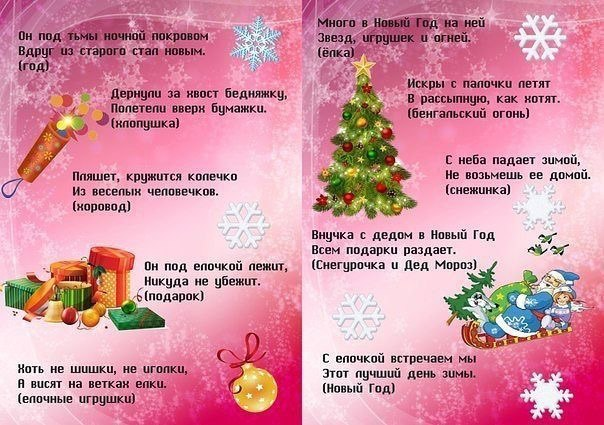 Он под тьмы ночной покровом
Вдруг из старого стал новым.
(год)
Дернули за хвост бедняжку,
Полетели вверх бумажки.
(хлопушка)
Пляшет, кружится колечко
Из веселых человечков.
(хоровод)
Он под елочкой лежит,
Никуда не убежит.
(подарок)
Хоть не шишки, не иголки,
А висят на ветках елки.
(елочные игрушки)
Много в Новый Год на ней
Звезд, игрушек и огней.
(ёлка)
Искры с палочки летят
В рассыпную, как хотят.
(бенгальский огонь)
С неба падает зимой,
Не возьмешь ее домой.
(снежинка)
Внучка с дедом в Новый Год
Всем подарки раздает.
(Снегурочка и Дед Мороз)
С елочкой встречаем мы
Этот лучший день зимы.
(Новый Год)